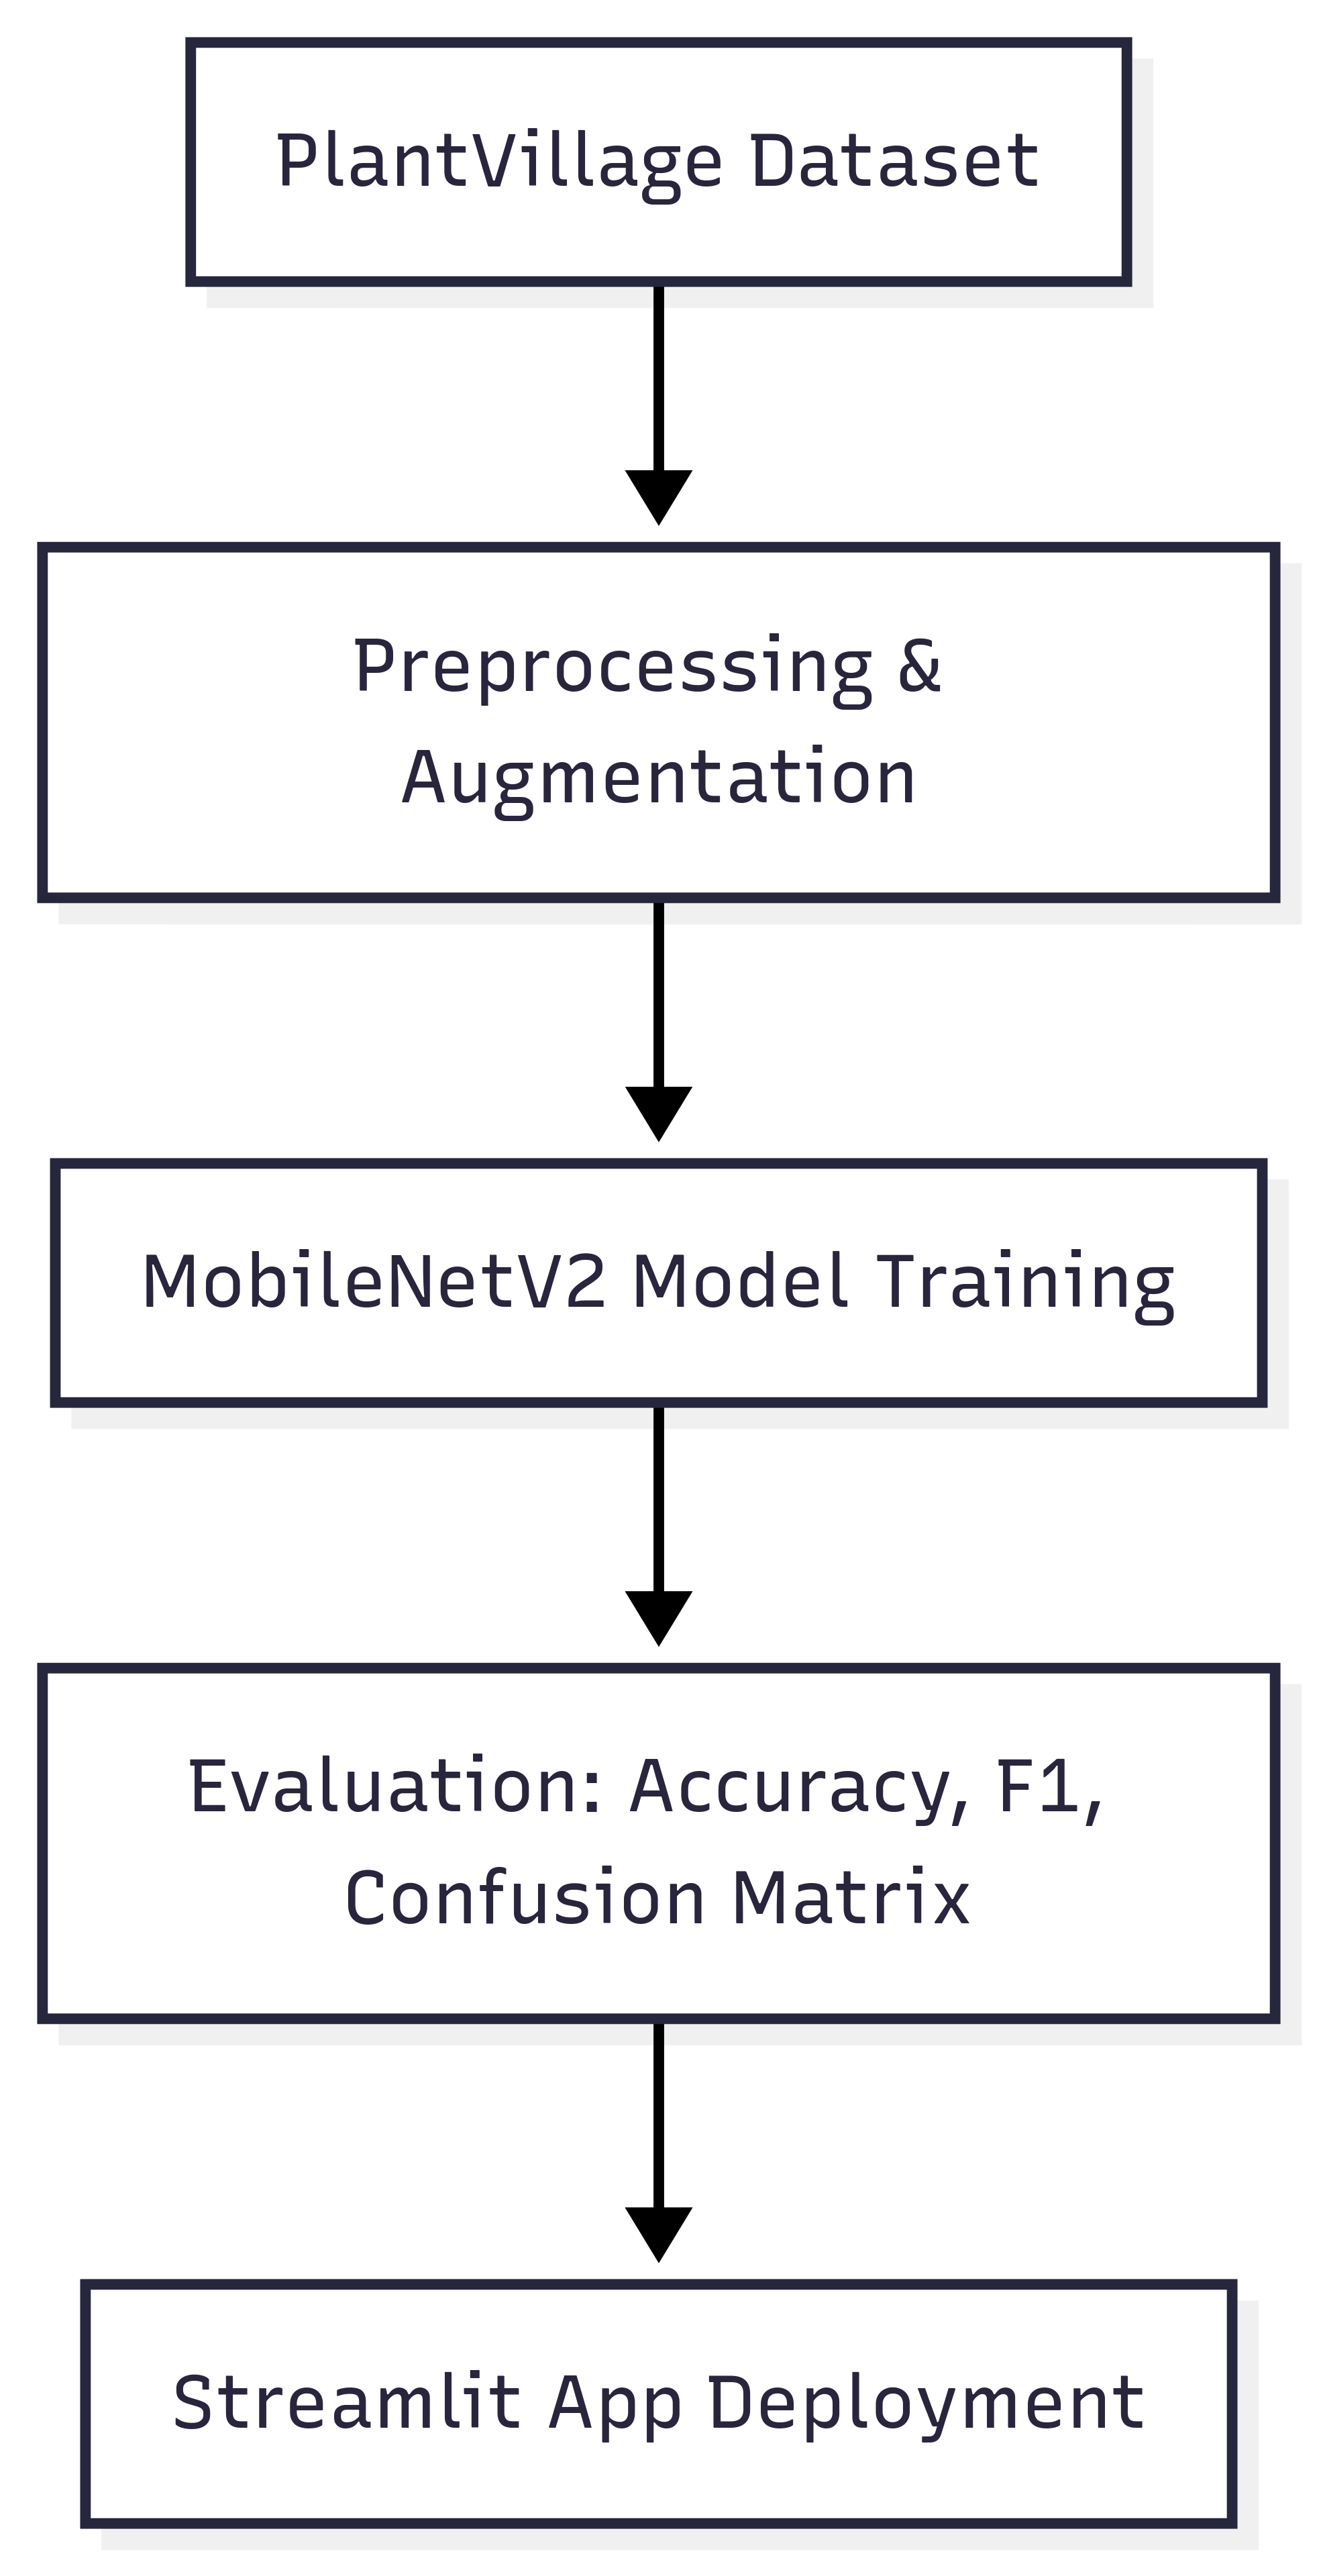 PlantVillage Dataset
Preprocessing &
Augmentation
MobileNetV2 Model Training
Evaluation: Accuracy, F1,
Confusion Matrix
Streamlit App Deployment